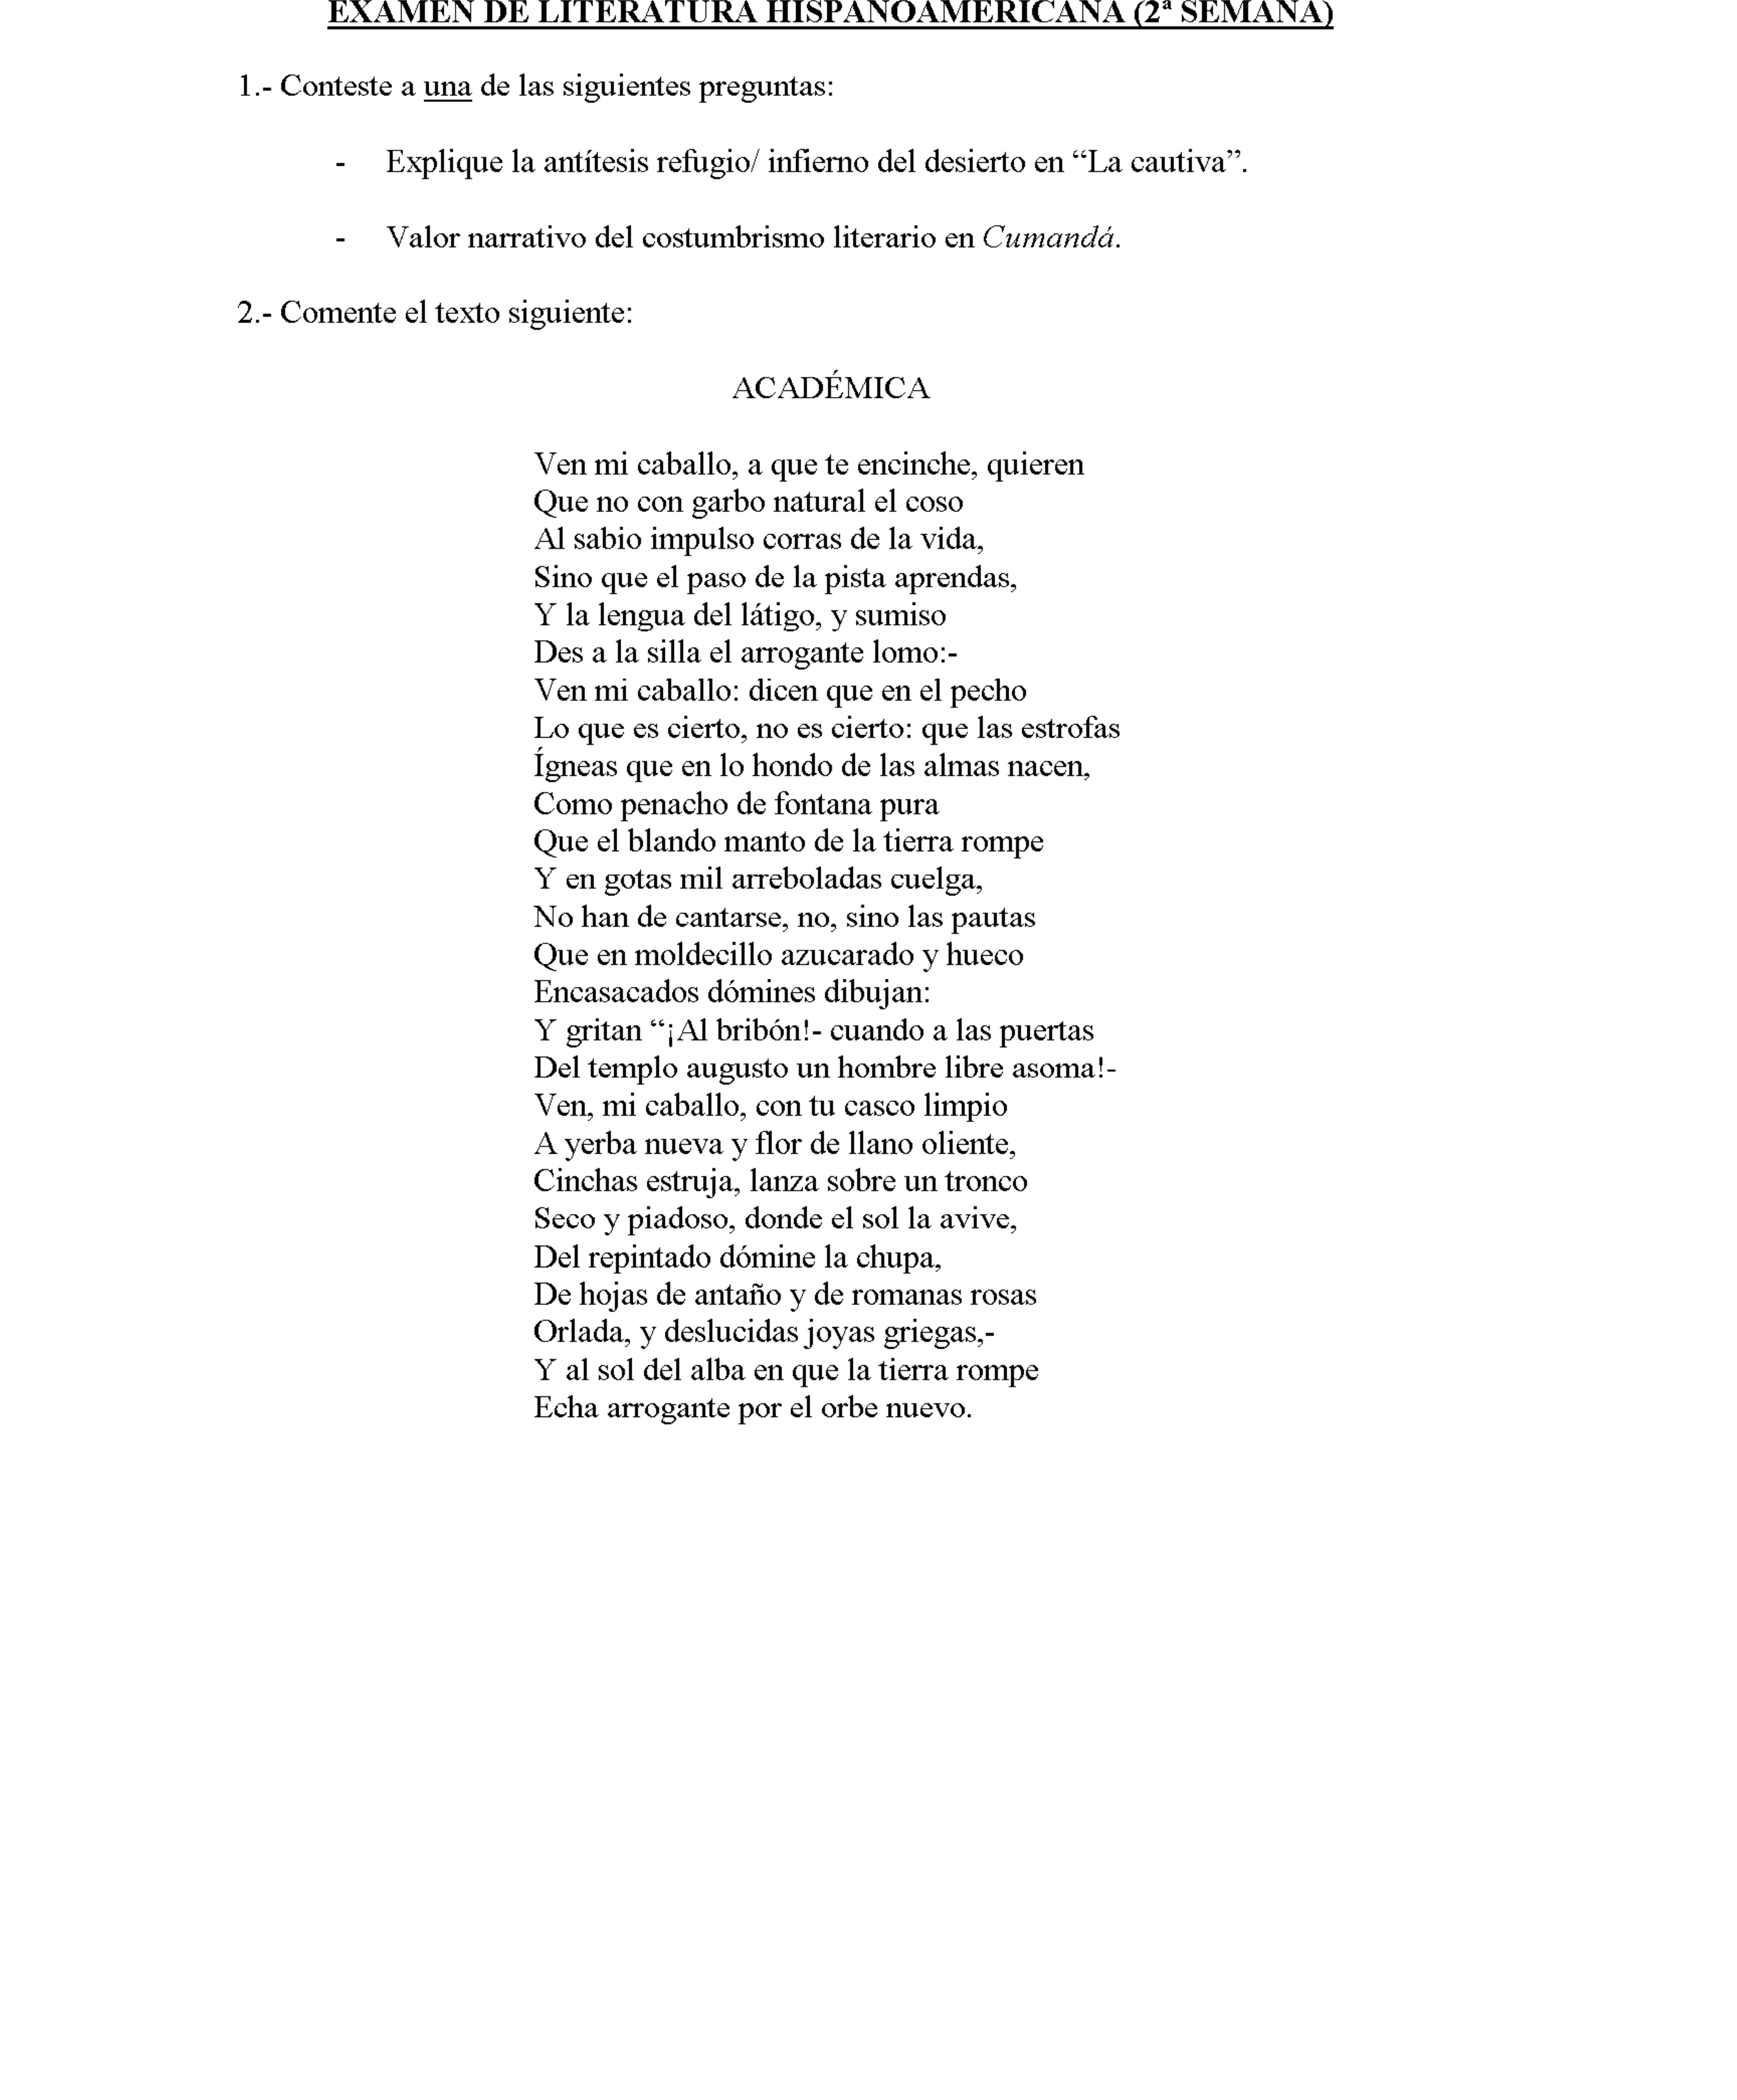 EXAMEN DE LITERATURA HISPANOAMERICANA (2ª SEMANA)
1.- Conteste a una de las siguientes preguntas:
- Explique la antítesis refugio/ infierno del desierto en “La cautiva”.
- Valor narrativo del costumbrismo literario en Cumandá.
2.- Comente el texto siguiente:
ACADÉMICA
Ven mi caballo, a que te encinche, quieren
Que no con garbo natural el coso
Al sabio impulso corras de la vida,
Sino que el paso de la pista aprendas,
Y la lengua del látigo, y sumiso
Des a la silla el arrogante lomo:-
Ven mi caballo: dicen que en el pecho
Lo que es cierto, no es cierto: que las estrofas
Ígneas que en lo hondo de las almas nacen,
Como penacho de fontana pura
Que el blando manto de la tierra rompe
Y en gotas mil arreboladas cuelga,
No han de cantarse, no, sino las pautas
Que en moldecillo azucarado y hueco
Encasacados dómines dibujan:
Y gritan “¡Al bribón!- cuando a las puertas
Del templo augusto un hombre libre asoma!-
Ven, mi caballo, con tu casco limpio
A yerba nueva y flor de llano oliente,
Cinchas estruja, lanza sobre un tronco
Seco y piadoso, donde el sol la avive,
Del repintado dómine la chupa,
De hojas de antaño y de romanas rosas
Orlada, y deslucidas joyas griegas,-
Y al sol del alba en que la tierra rompe
Echa arrogante por el orbe nuevo.